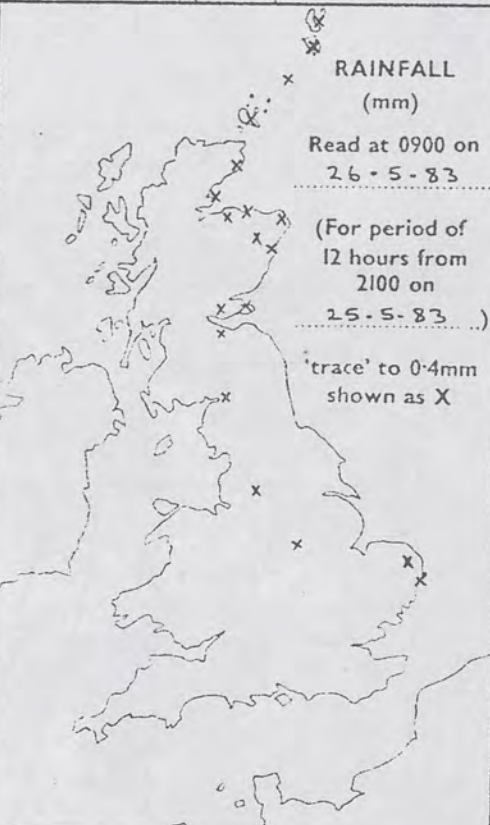 RAINFALL
(mm)
Read at 0900 on
26 · 5 - 83
(For period of
12 hours from
2100 on
25 - 5 - 83 )
'trace' to 0·4mm
shown as X